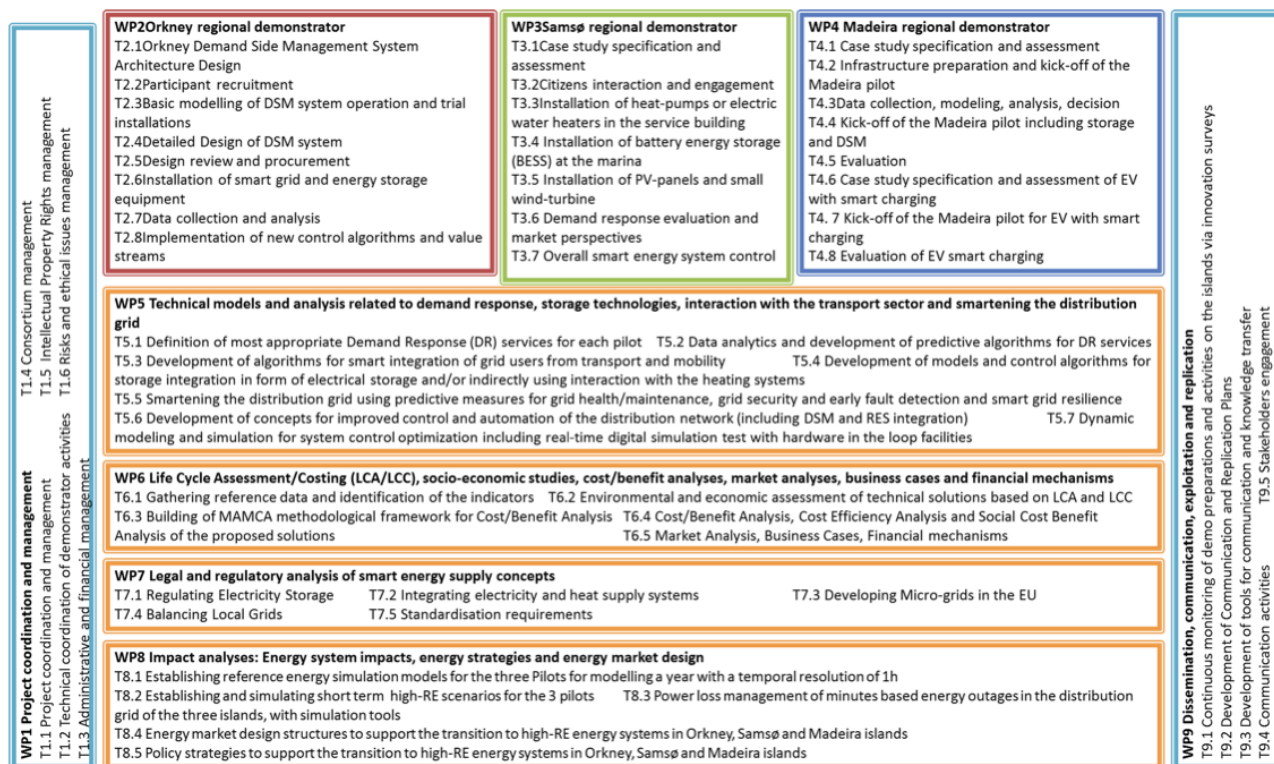 WP1 Project coordination and management
T1.1 Project coordination and management
T1.2 Technical coordination of demonstrator activities
T1.3 Administrative and financial management
T1.4 Consortium management
T1.5 Intellectual Property Rights management
T1.6 Risks and ethical issues management
WP2Orkney regional demonstrator
T2.1Orkney Demand Side Management System
Architecture Design
T2.2Participant recruitment
T2.3Basic modelling of DSM system operation and trial
installations
T2.4Detailed Design of DSM system
T2.5Design review and procurement
T2.6Installation of smart grid and energy storage
equipment
T2.7Data collection and analysis
T2.8Implementation of new control algorithms and value
streams
WP3Samsø regional demonstrator
T3.1Case study specification and
assessment
T3.2Citizens interaction and engagement
T3.3Installation of heat-pumps or electric
water heaters in the service building
T3.4 Installation of battery energy storage
(BESS) at the marina
T3.5 Installation of PV-panels and small
wind-turbine
T3.6 Demand response evaluation and
market perspectives
T3.7 Overall smart energy system control
WP4 Madeira regional demonstrator
T4.1 Case study specification and assessment
T4.2 Infrastructure preparation and kick-off of the
Madeira pilot
T4.3Data collection, modeling, analysis, decision
T4.4 Kick-off of the Madeira pilot including storage
and DSM
T4.5 Evaluation
T4.6 Case study specification and assessment of EV
with smart charging
T4. 7 Kick-off of the Madeira pilot for EV with smart
charging
T4.8 Evaluation of EV smart charging
WP5 Technical models and analysis related to demand response, storage technologies, interaction with the transport sector and smartening the distribution
grid
T5.1 Definition of most appropriate Demand Response (DR) services for each pilot T5.2 Data analytics and development of predictive algorithms for DR services
T5.3 Development of algorithms for smart integration of grid users from transport and mobility T5.4 Development of models and control algorithms for
storage integration in form of electrical storage and/or indirectly using interaction with the heating systems
T5.5 Smartening the distribution grid using predictive measures for grid health/maintenance, grid security and early fault detection and smart grid resilience
T5.6 Development of concepts for improved control and automation of the distribution network (including DSM and RES integration) T5.7 Dynamic
modeling and simulation for system control optimization including real-time digital simulation test with hardware in the loop facilities
WP6 Life Cycle Assessment/Costing (LCA/LCC), socio-economic studies, cost/benefit analyses, market analyses, business cases and financial mechanisms
T6.1 Gathering reference data and identification of the indicators T6.2 Environmental and economic assessment of technical solutions based on LCA and LCC
T6.3 Building of MAMCA methodological framework for Cost/Benefit Analysis T6.4 Cost/Benefit Analysis, Cost Efficiency Analysis and Social Cost Benefit
Analysis of the proposed solutions T6.5 Market Analysis, Business Cases, Financial mechanisms
WP7 Legal and regulatory analysis of smart energy supply concepts
T7.1 Regulating Electricity Storage T7.2 Integrating electricity and heat supply systems T7.3 Developing Micro-grids in the EU
T7.4 Balancing Local Grids T7.5 Standardisation requirements
WP8 Impact analyses: Energy system impacts, energy strategies and energy market design
T8.1 Establishing reference energy simulation models for the three Pilots for modelling a year with a temporal resolution of 1h
T8.2 Establishing and simulating short term high-RE scenarios for the 3 pilots T8.3 Power loss management of minutes based energy outages in the distribution
grid of the three islands, with simulation tools
T8.4 Energy market design structures to support the transition to high-RE energy systems in Orkney, Samsø and Madeira islands
T8.5 Policy strategies to support the transition to high-RE energy systems in Orkney, Samsø and Madeira islands
WP9 Dissemination, communication, exploitation and replication
T9.1 Continuous monitoring of demo preparations and activities on the islands via innovation surveys
T9.2 Development of Communication and Replication Plans
T9.3 Development of tools for communication and knowledge transfer
T9.4 Communication activities T9.5 Stakeholders engagement